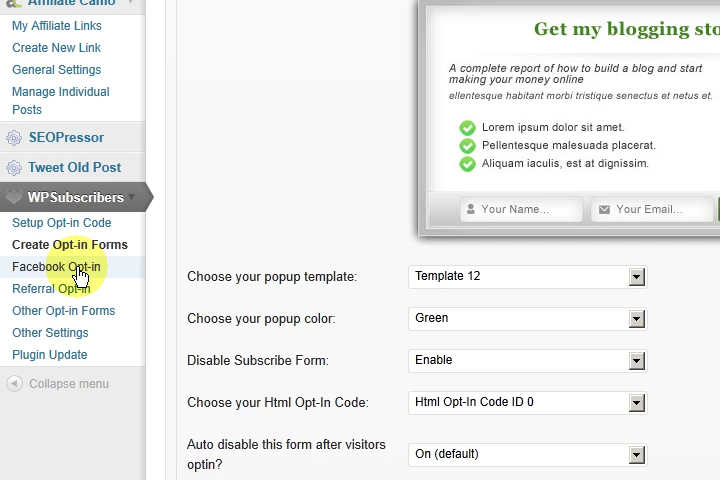 Affiliate Camo
My Affiliate Links
Create New Link
General Settings
Manage Individual
Posts
SEOPressor
Tweet Old Post
WPSubscribers
Setup Opt-in Code
Create Opt-in Forms
Facebook Opt-in
Referral Opt-in
Other Opt-in Forms
Other Settings
Plugin Update
Collapse menu
Get my blogging sto
A complete report of how to build a blog and start
making your money online
ellentesque habitant morbi tristique senectus et netus et.
Lorem ipsum dolor sit amet.
Pellentesque malesuada placerat.
Aliquam iaculis, est at dignissim.
Your Name... Your Email...
Choose your popup template: Template 12
Choose your popup color: Green
Disable Subscribe Form: Enable
Choose your Html Opt-In Code: Html Opt-In Code ID 0
Auto disable this form after visitors
optin? On (default)